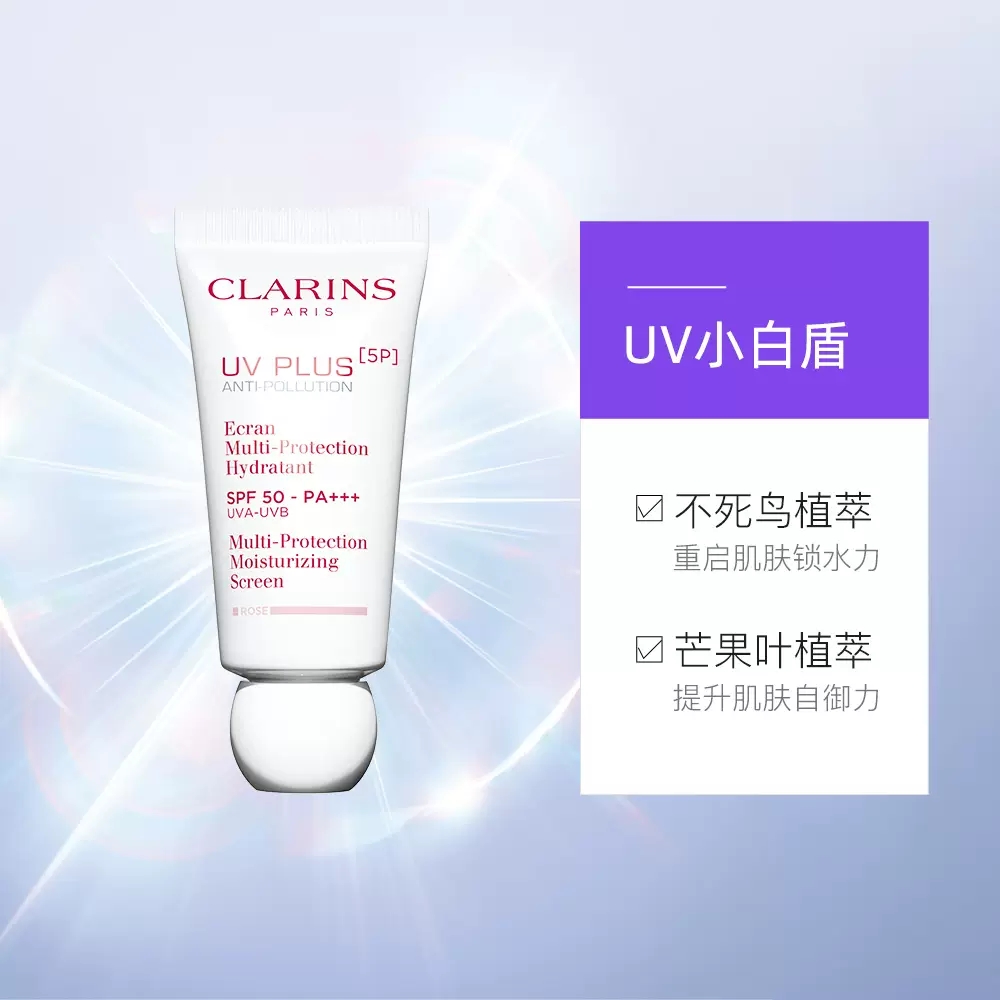 CLARINS
PARIS
UV PLUS [5P]
ANTI-POLLUTION
Ecran
Multi-Protection
Hydratant
SPF 50 - PA+++
UVA-UVB
Multi-Protection
Moisturizing
Screen
ROSE
UV小白盾
不死鸟植萃
重启肌肤锁水力
芒果叶植萃
提升肌肤自御力